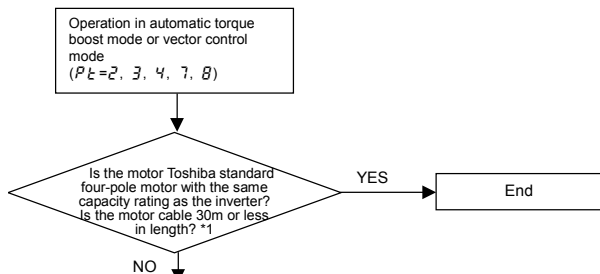 Operation in automatic torque
boost mode or vector control
mode
(Pt=2, 3, 4, 7, 8)
Is the motor Toshiba standard
four-pole motor with the same
capacity rating as the inverter?
Is the motor cable 30m or less
in length? *1
YES
End
NO